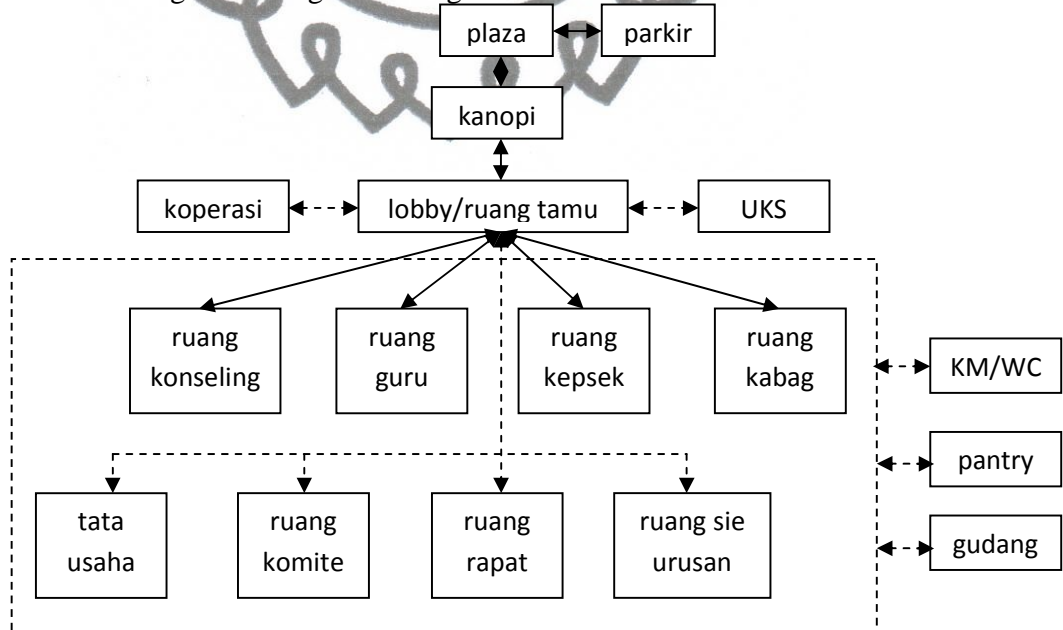 plaza
parkir
kanopi
koperasi
lobby/ruang tamu
UKS
ruang
konseling
ruang
guru
ruang
kepsek
ruang
kabag
KM/WC
pantry
gudang
tata
usaha
ruang
komite
ruang
rapat
ruang sie
urusan